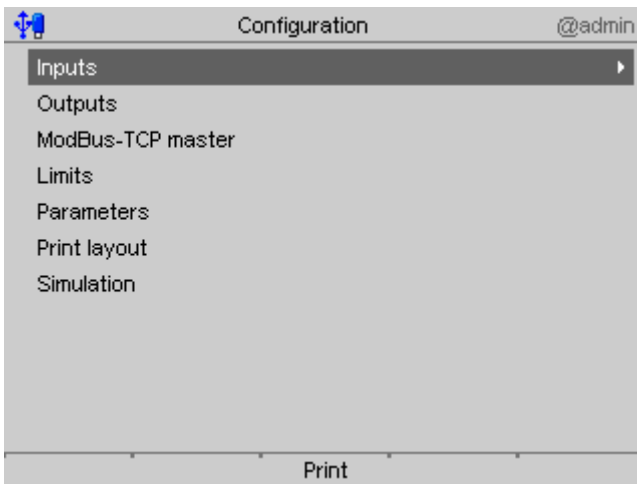 Configuration @admin
Inputs
Outputs
ModBus-TCP master
Limits
Parameters
Print layout
Simulation
Print